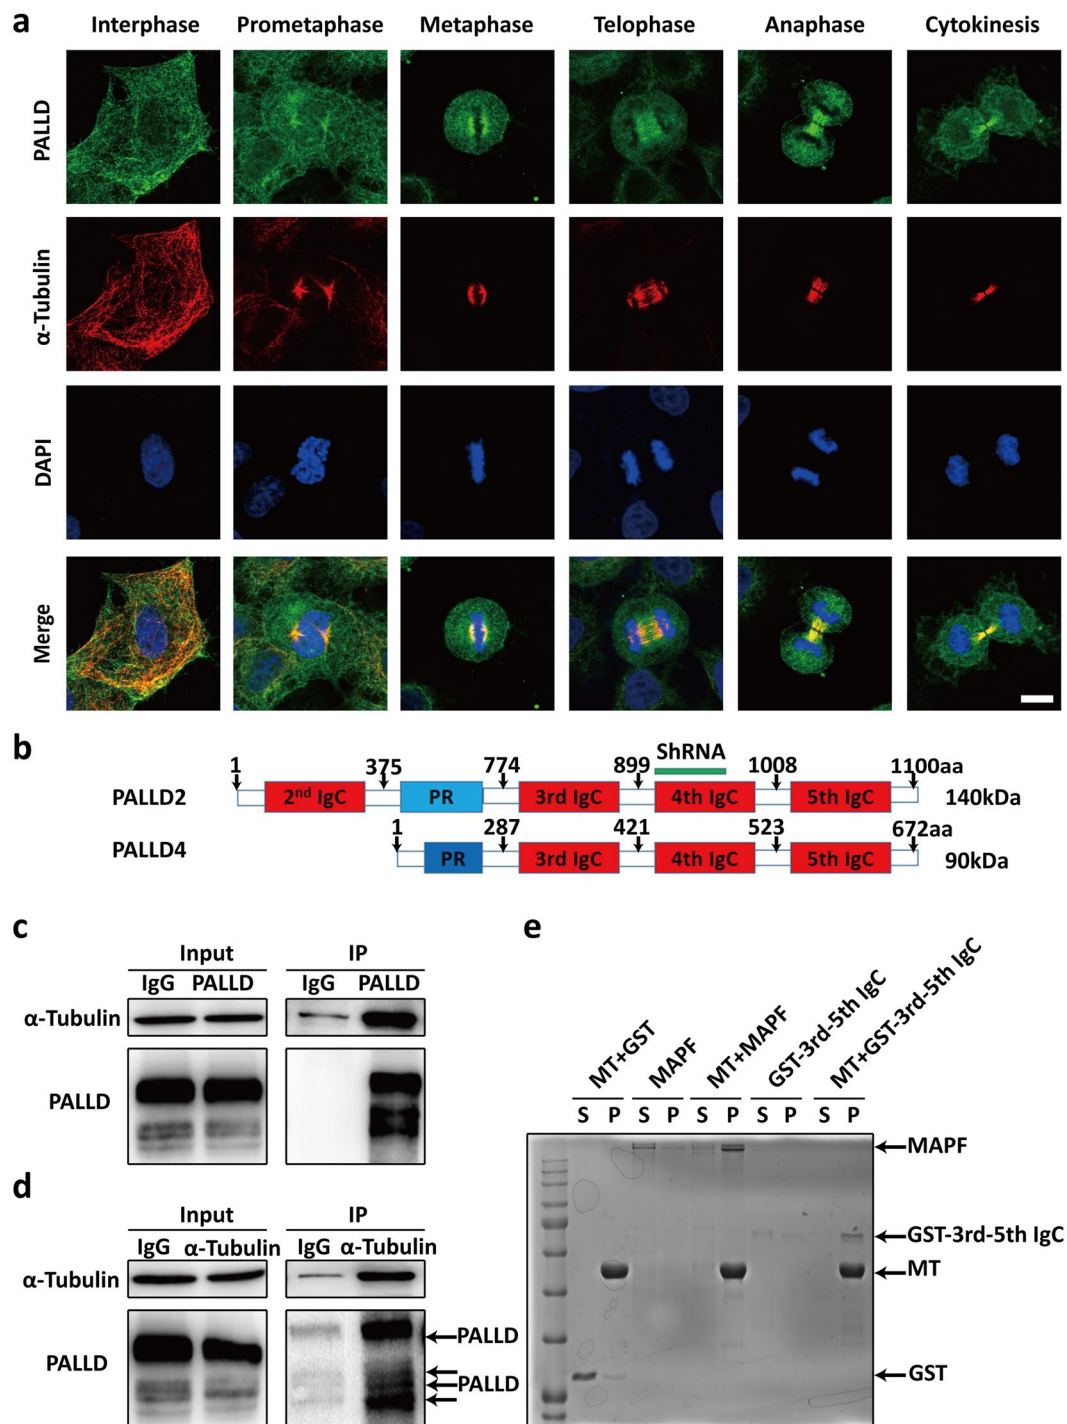 a
Interphase Prometaphase Metaphase Telophase Anaphase Cytokinesis
PALLD
α-Tubulin
DAPI
Merge
b
ShRNA
1 375 774 899 1008 1100aa
PALLD2 2nd IgC PR 3rd IgC 4th IgC 5th IgC 140kDa
1 287 421 523 672aa
PALLD4 PR 3rd IgC 4th IgC 5th IgC 90kDa
c
Input IP
IgG PALLD IgG PALLD
α-Tubulin
PALLD
d
Input IP
IgG α-Tubulin IgG α-Tubulin
α-Tubulin
PALLD
PALLD
PALLD
e
MT+GST MAPF MT+MAPF GST-3rd-5th IgC MT+GST-3rd-5th IgC
S P S P S P S P S P
MAPF
GST-3rd-5th IgC
MT
GST